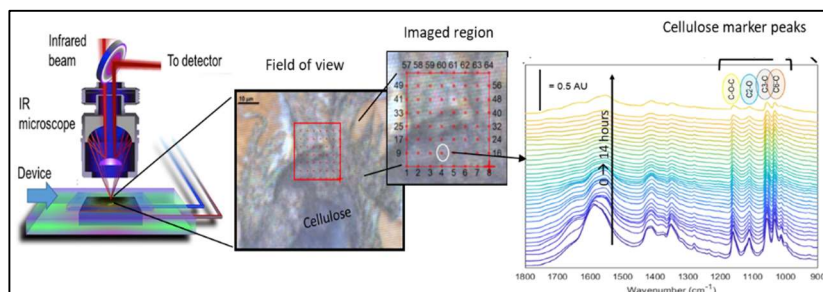 Infrared
beam
To detector
IR
microscope
Device
Field of view
10 µm
Cellulose
Imaged region
57 58 59 60 61 62 63 64
49
41
33
25
17
9
56
48
40
32
24
16
1 2 3 4 5 6 7 8
Cellulose marker peaks
= 0.5 AU
0 → 14 hours
C-O-C
C2-O
C3-O
C6-O
1800 1700 1600 1500 1400 1300 1200 1100 1000 900
Wavenumber (cm⁻¹)